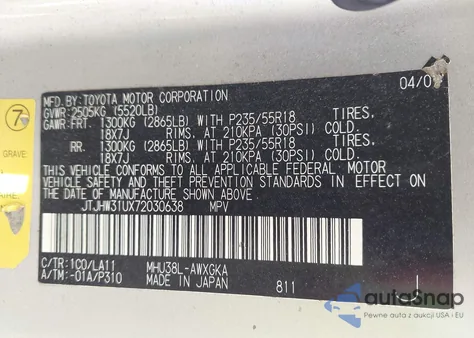 MFD.BY:TOYOTA MOTOR CORPORATION 04/0
GVWR:2505KG (5520LB)
GAWR:FRT. 1300KG (2865LB) WITH P235/55R18 TIRES.
18X7J RIMS. AT 210KPA (30PSI) COLD.
RR. 1300KG (2865LB) WITH P235/55R18 TIRES.
18X7J RIMS. AT 210KPA (30PSI) COLD.
THIS VEHICLE CONFORMS TO ALL APPLICABLE FEDERAL MOTOR
VEHICLE SAFETY AND THEFT PREVENTION STANDARDS IN EFFECT
ON THE DATE OF MANUFACTURE SHOWN ABOVE.
JTJHW31UX72030638 MPV
C/TR:1C0/LA11 MHU38L-AWXGKA
A/TM:-01A/P310 MADE IN JAPAN 811
7
GRAVE.
autoSnap
Pewne auta z aukcji USA i EU